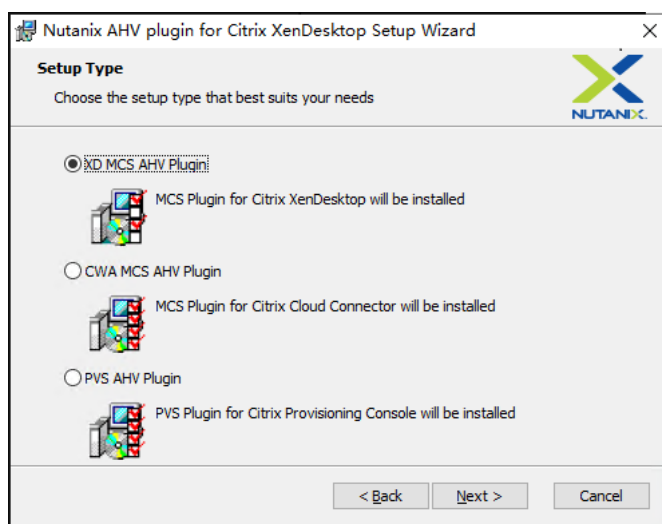 Nutanix AHV plugin for Citrix XenDesktop Setup Wizard
Setup Type
Choose the setup type that best suits your needs
NUTANIX.
XD MCS AHV Plugin
MCS Plugin for Citrix XenDesktop will be installed
CWA MCS AHV Plugin
MCS Plugin for Citrix Cloud Connector will be installed
PVS AHV Plugin
PVS Plugin for Citrix Provisioning Console will be installed
< Back Next > Cancel